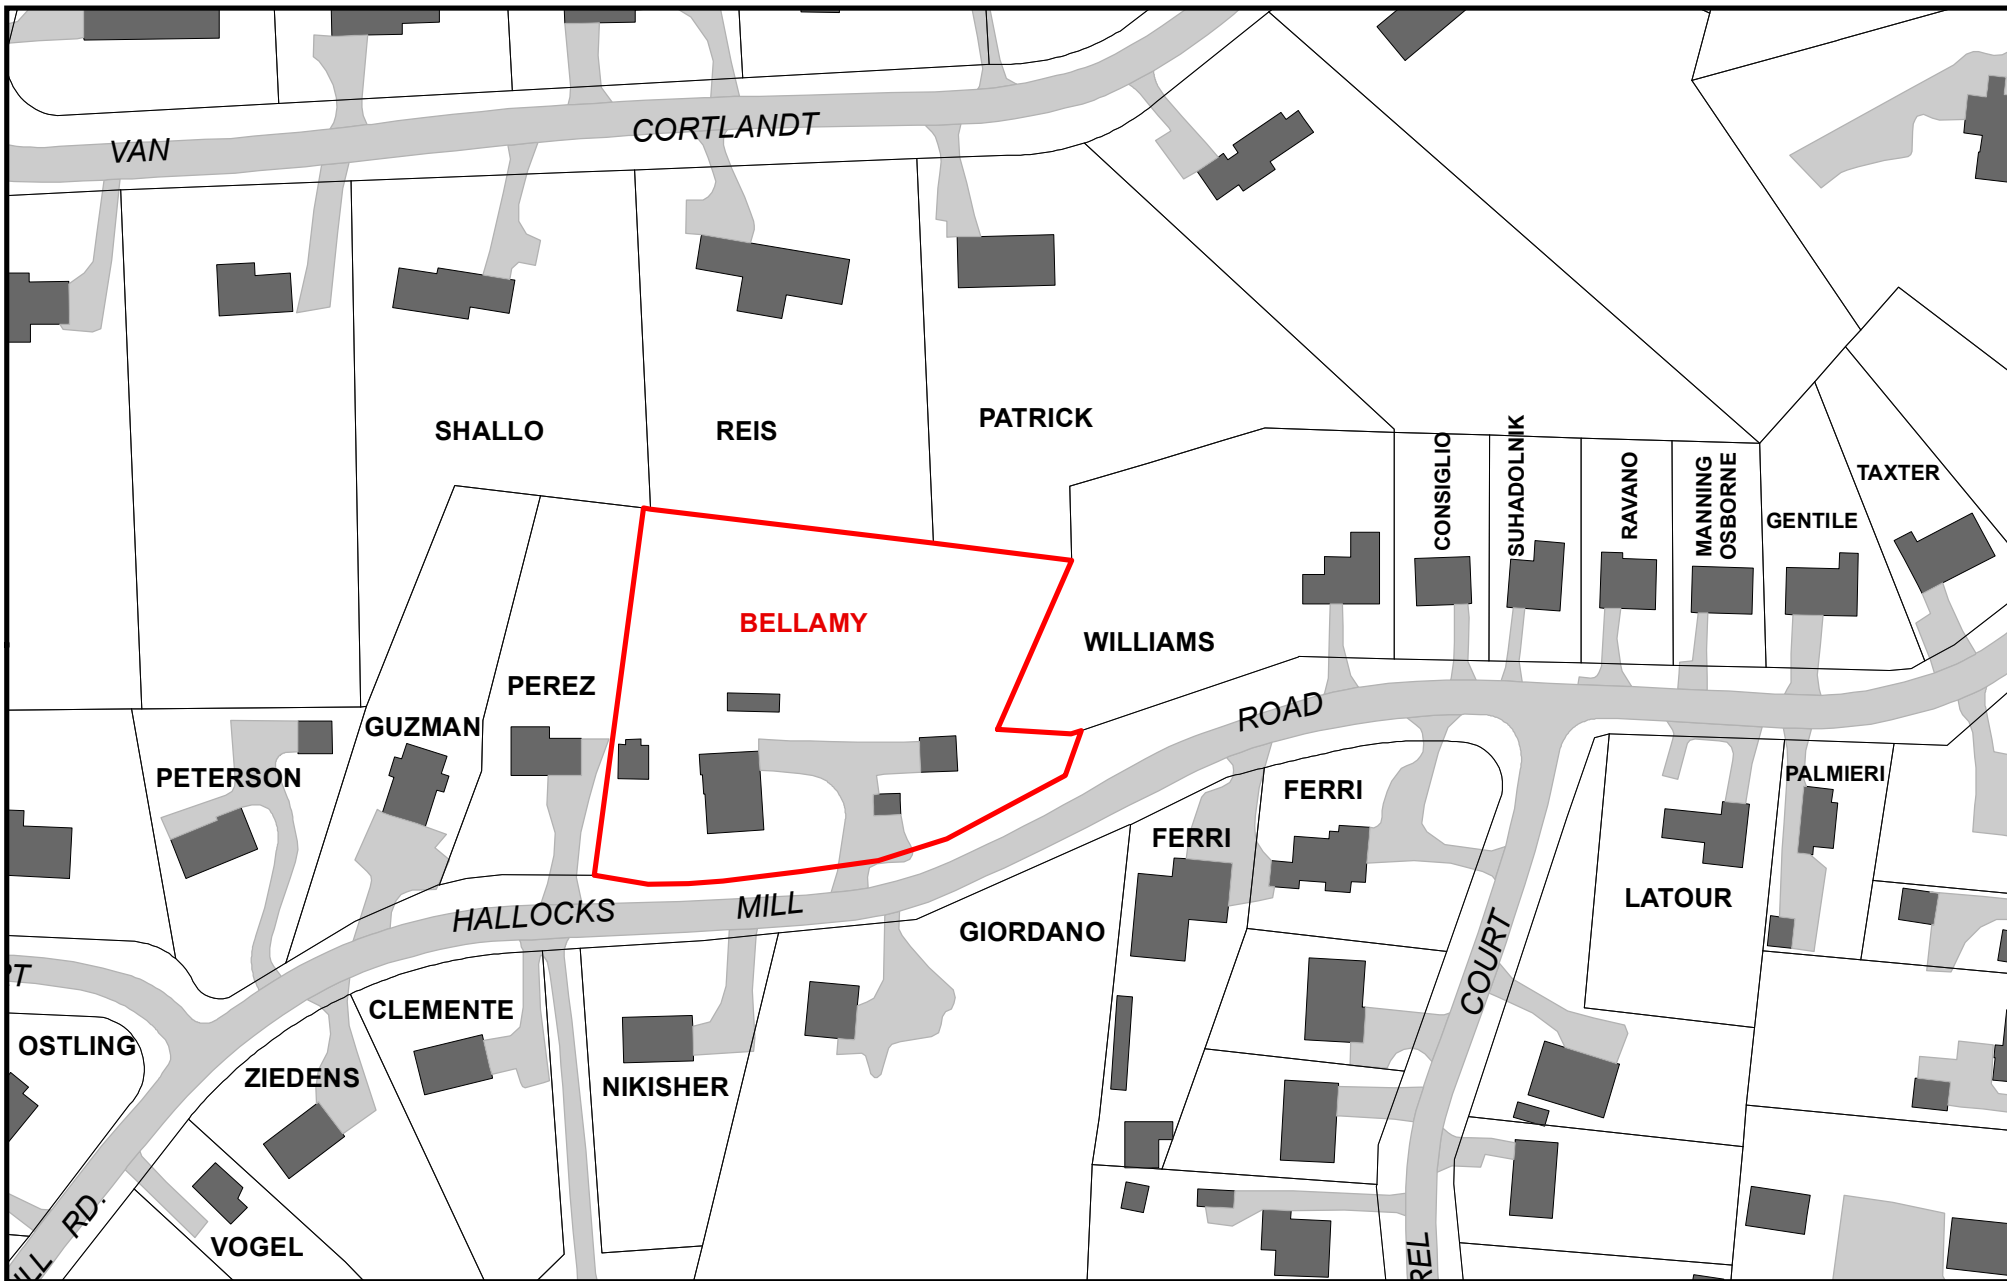 VAN
CORTLANDT
SHALLO
REIS
PATRICK
CONSIGLIO
SUHADOLNIK
RAVANO
MANNING
OSBORNE
GENTILE
TAXTER
BELLAMY
WILLIAMS
PEREZ
GUZMAN
PETERSON
ROAD
FERRI
PALMIERI
FERRI
LATOUR
HALLOCKS
MILL
GIORDANO
COURT
CLEMENTE
OSTLING
ZIEDENS
NIKISHER
RD.
VOGEL